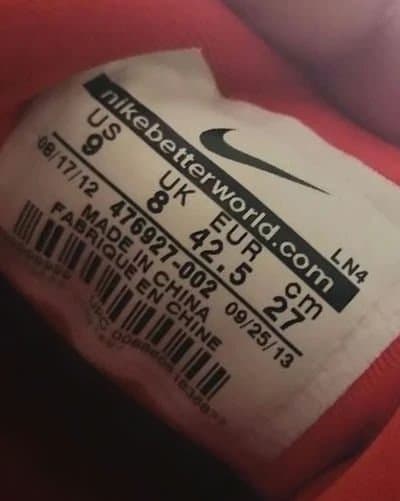 nikebetterworld.com
LN4
US UK EUR cm
9 8 42.5 27
08/17/12 476927-002 09/25/13
MADE IN CHINA
FABRIQUE EN CHINE